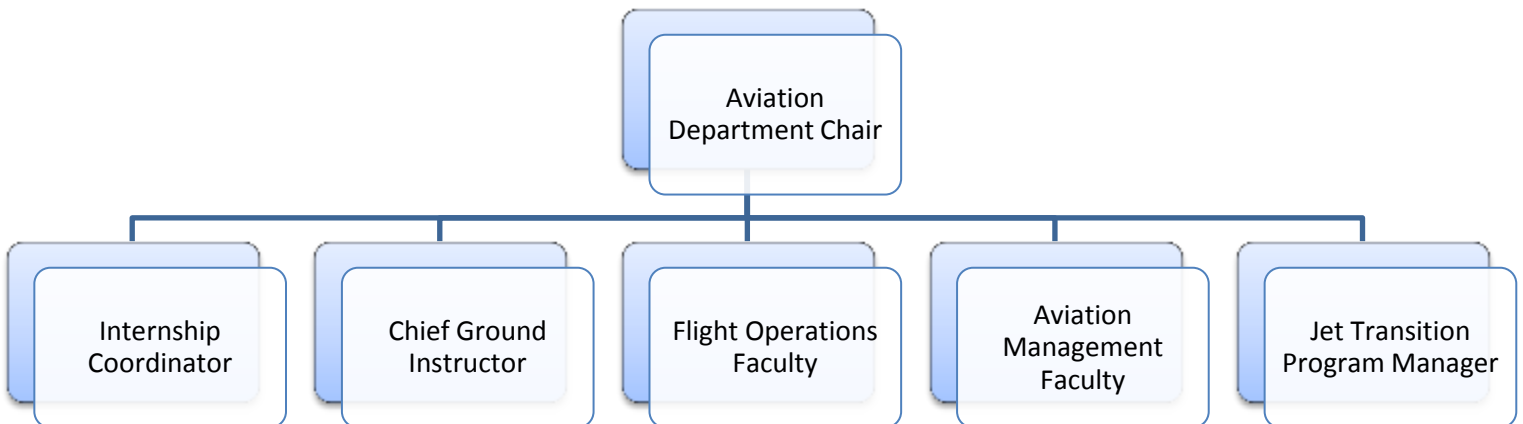 Aviation
Department Chair
Internship
Coordinator
Chief Ground
Instructor
Flight Operations
Faculty
Aviation
Management
Faculty
Jet Transition
Program Manager